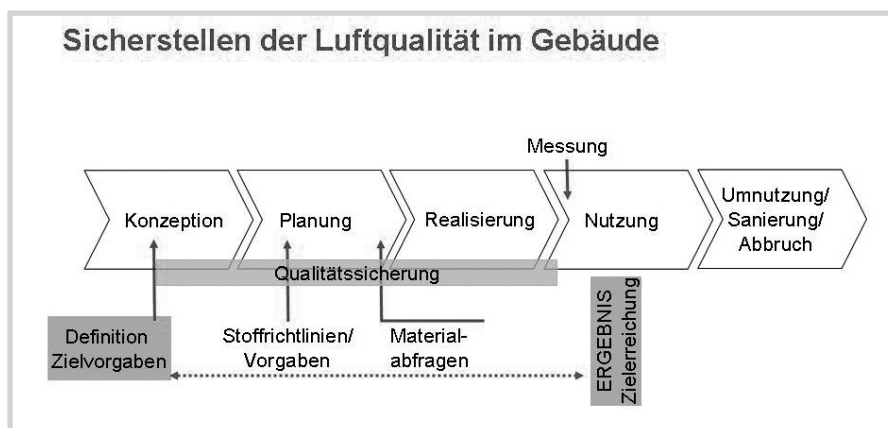 Sicherstellen der Luftqualität im Gebäude
Messung
Konzeption
Planung
Realisierung
Nutzung
Umnutzung/
Sanierung/
Abbruch
Qualitätssicherung
Definition
Zielvorgaben
Stoffrichtlinien/
Vorgaben
Material-
abfragen
ERGEBNIS
Zielerreichung